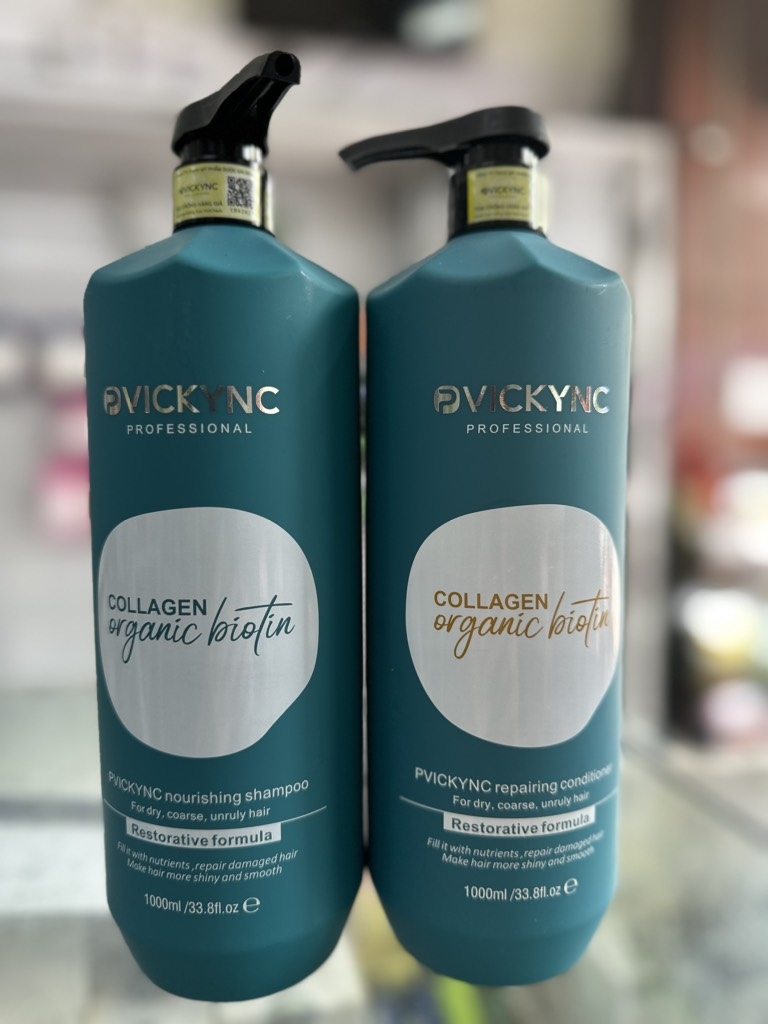 PVICKYNC
PVICKYNC
PVICKYNC
PROFESSIONAL
COLLAGEN
organic biotin
PVICKYNC nourishing shampoo
For dry, coarse, unruly hair
Restorative formula
Fill it with nutrients ,repair damaged hair
Make hair more shiny and smooth
1000ml /33.8fl.oz ℮
PVICKYNC
PROFESSIONAL
COLLAGEN
organic biotin
PVICKYNC repairing conditioner
For dry, coarse, unruly hair
Restorative formula
Fill it with nutrients ,repair damaged hair
Make hair more shiny and smooth
1000ml /33.8fl.oz ℮